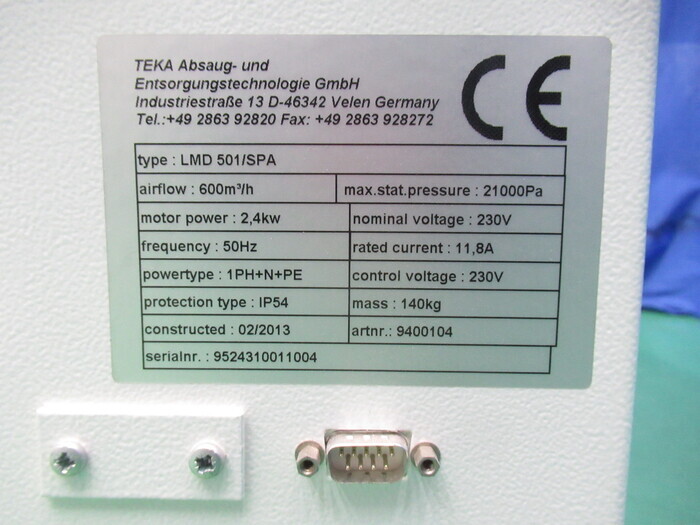 TEKA Absaug- und
Entsorgungstechnologie GmbH
Industriestraße 13 D-46342 Velen Germany
Tel.:+49 2863 92820 Fax: +49 2863 928272
CE
type : LMD 501/SPA
airflow : 600m³/h max.stat.pressure : 21000Pa
motor power : 2,4kw nominal voltage : 230V
frequency : 50Hz rated current : 11,8A
powertype : 1PH+N+PE control voltage : 230V
protection type : IP54 mass : 140kg
constructed : 02/2013 artnr.: 9400104
serialnr. : 9524310011004